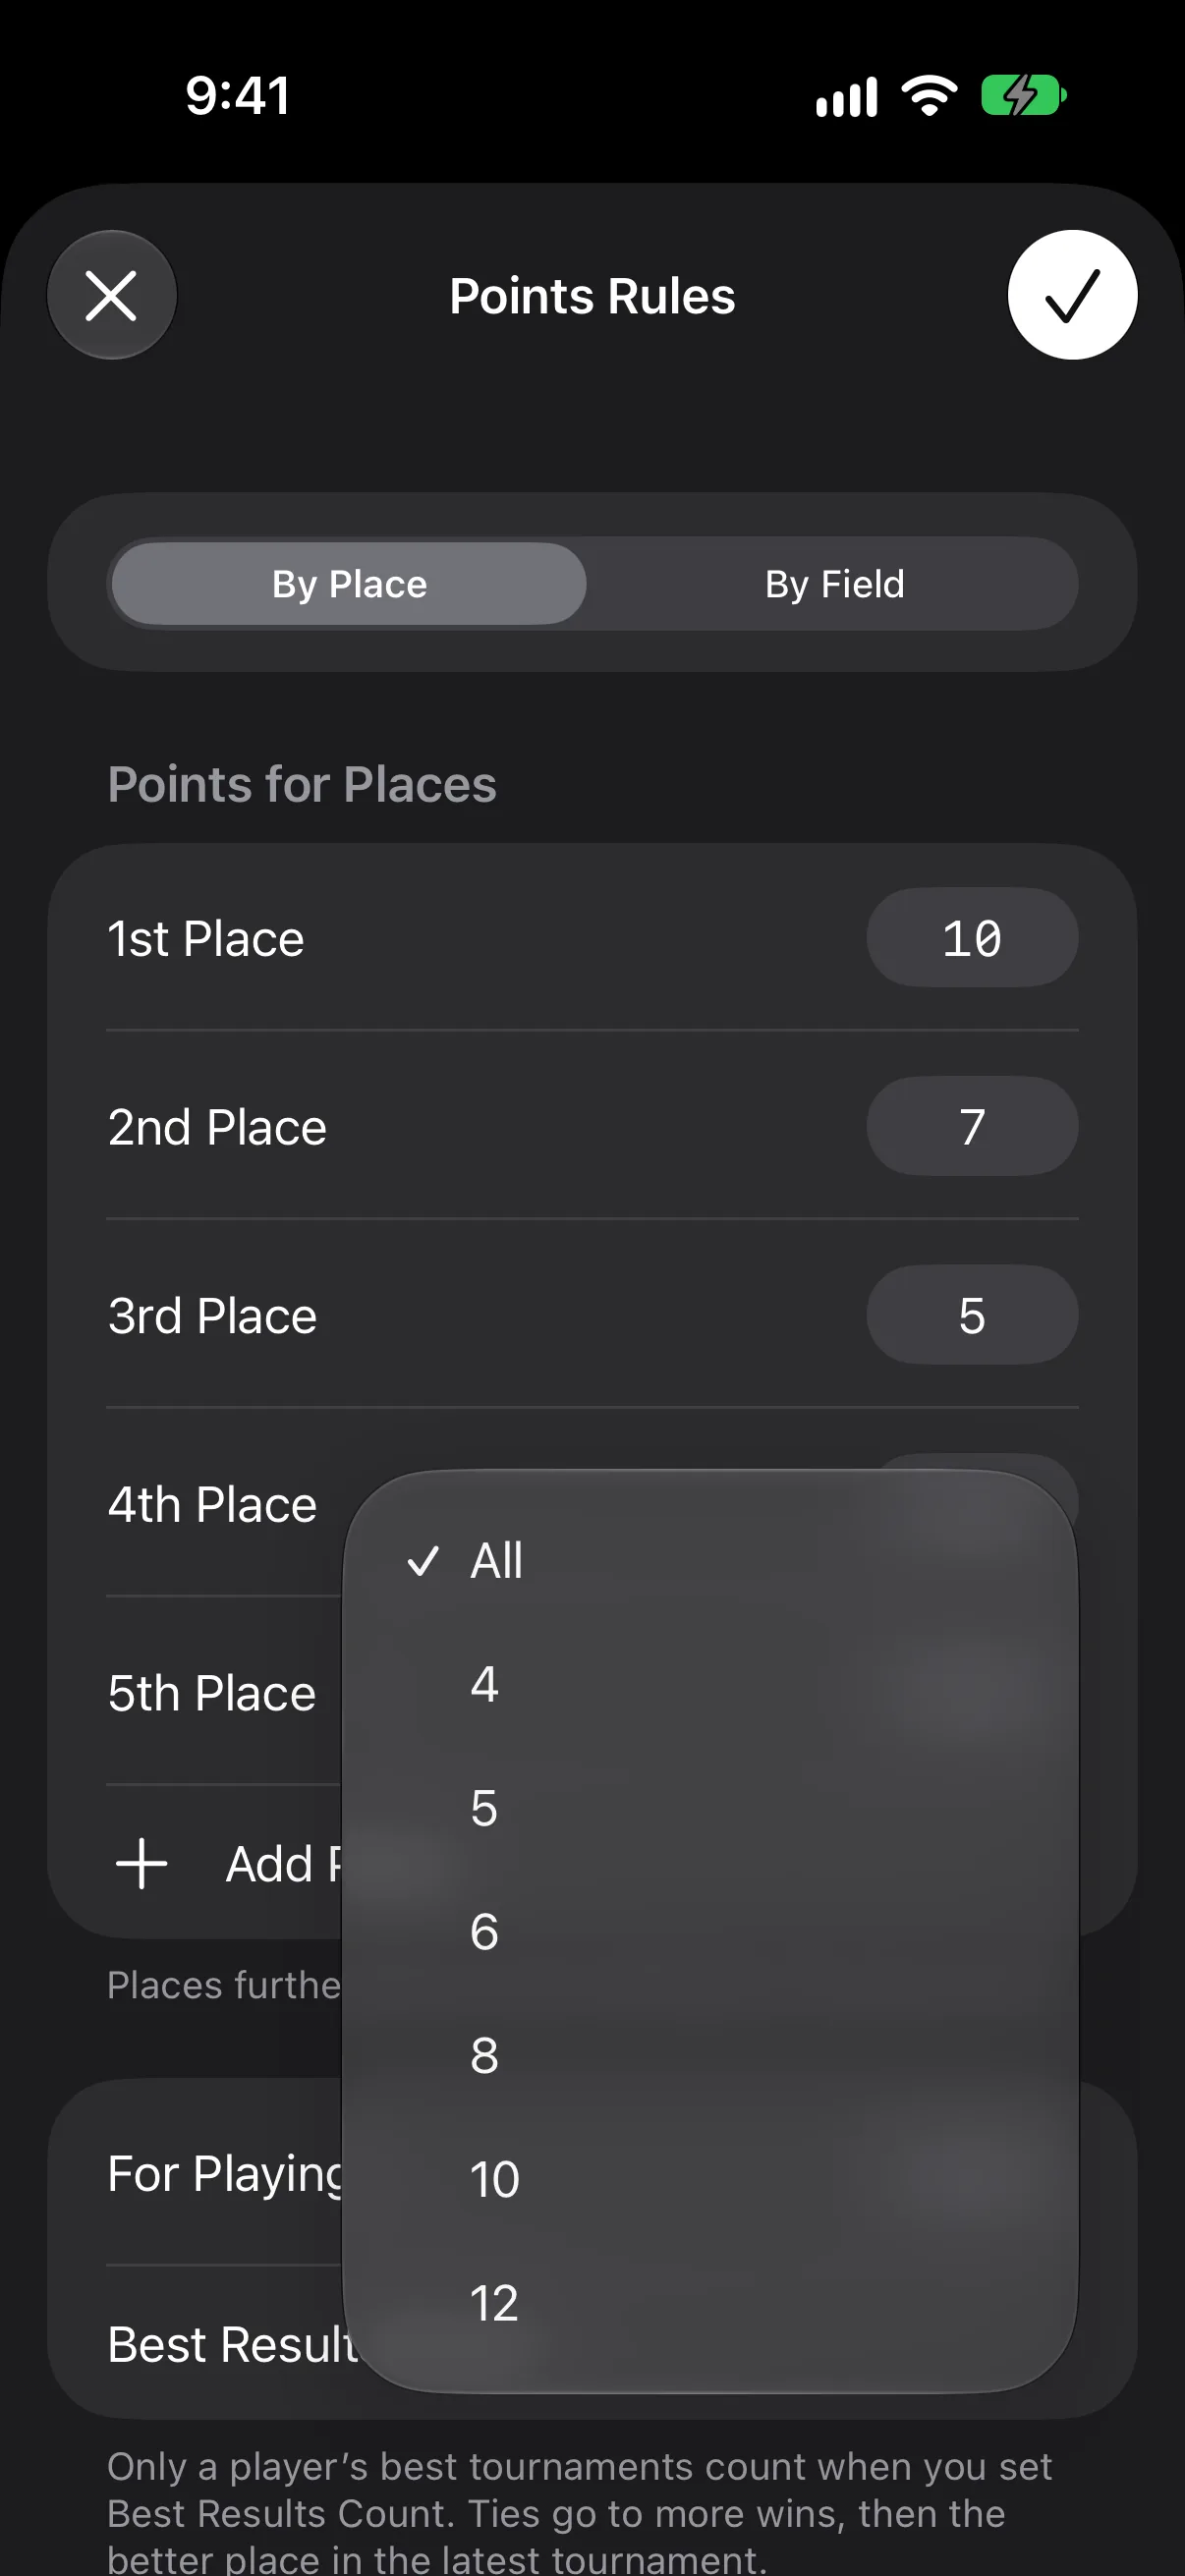 9:41
Points Rules
By Place
By Field
Points for Places
1st Place
10
2nd Place
7
3rd Place
5
4th Place
5th Place
Add
Places
For Playing
Best
All
4
5
6
8
10
12
Only a player’s best tournaments count when you set
Best Results Count. Ties go to more wins, then the
better place in the latest tournament.